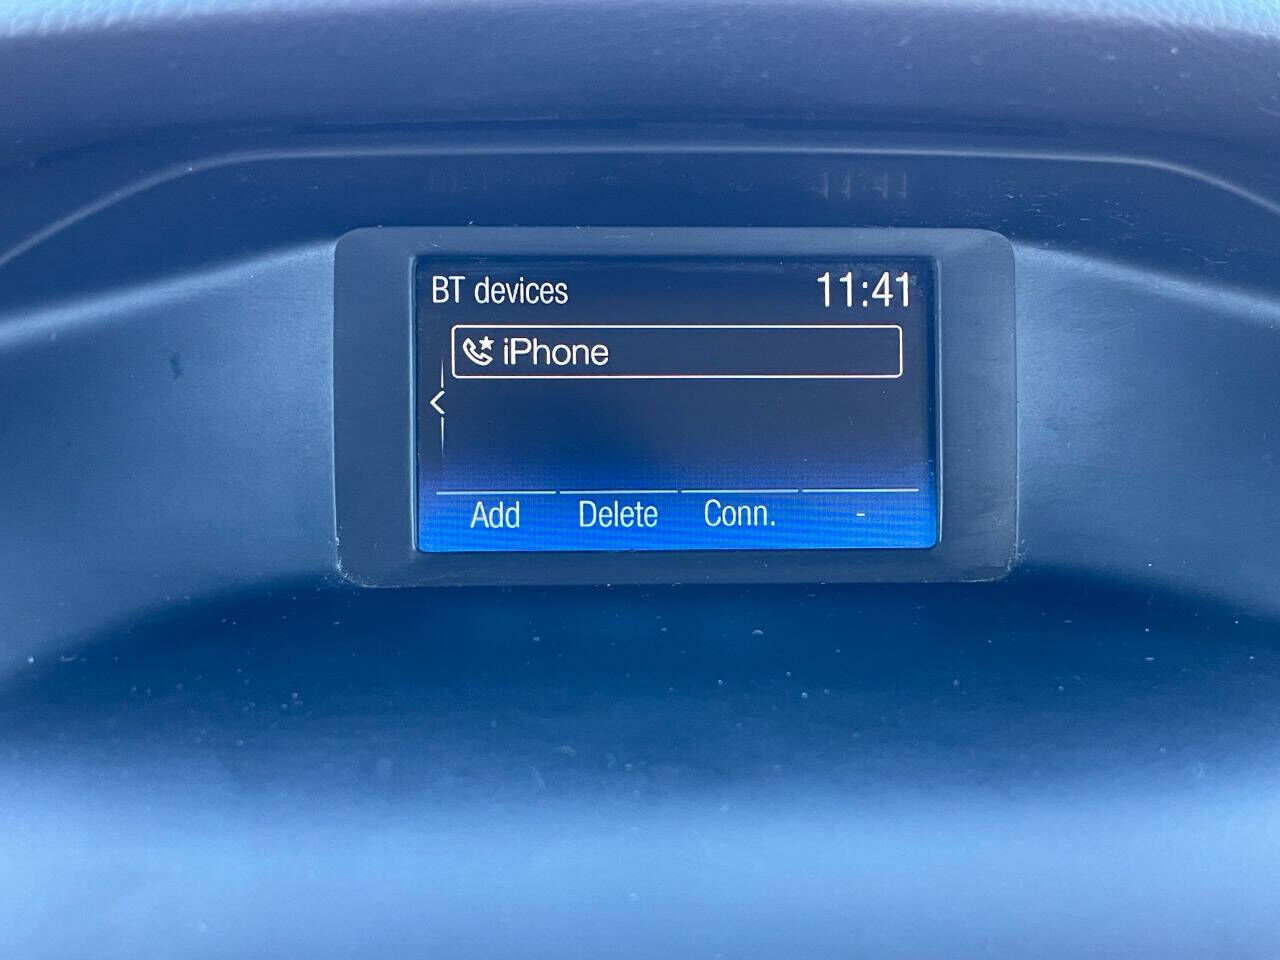 BT devices 11:41
iPhone
Add Delete Conn. -